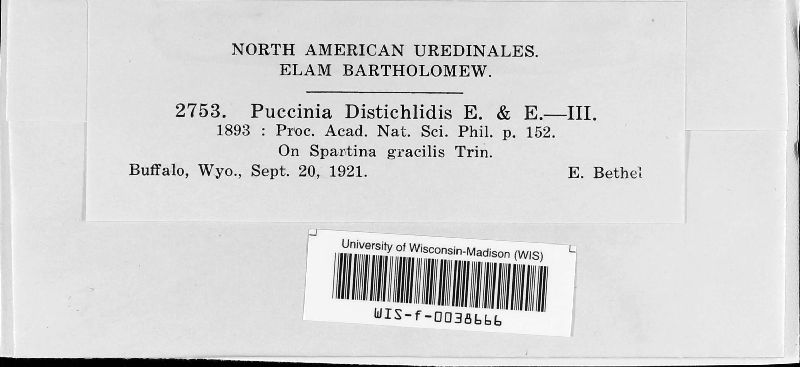 NORTH AMERICAN UREDINALES.
ELAM BARTHOLOMEW.
2753. Puccinia Distichlidis E. & E.—III.
1893 : Proc. Acad. Nat. Sci. Phil. p. 152.
On Spartina gracilis Trin.
Buffalo, Wyo., Sept. 20, 1921. E. Bethel
University of Wisconsin-Madison (WIS)
WIS-f-0038666